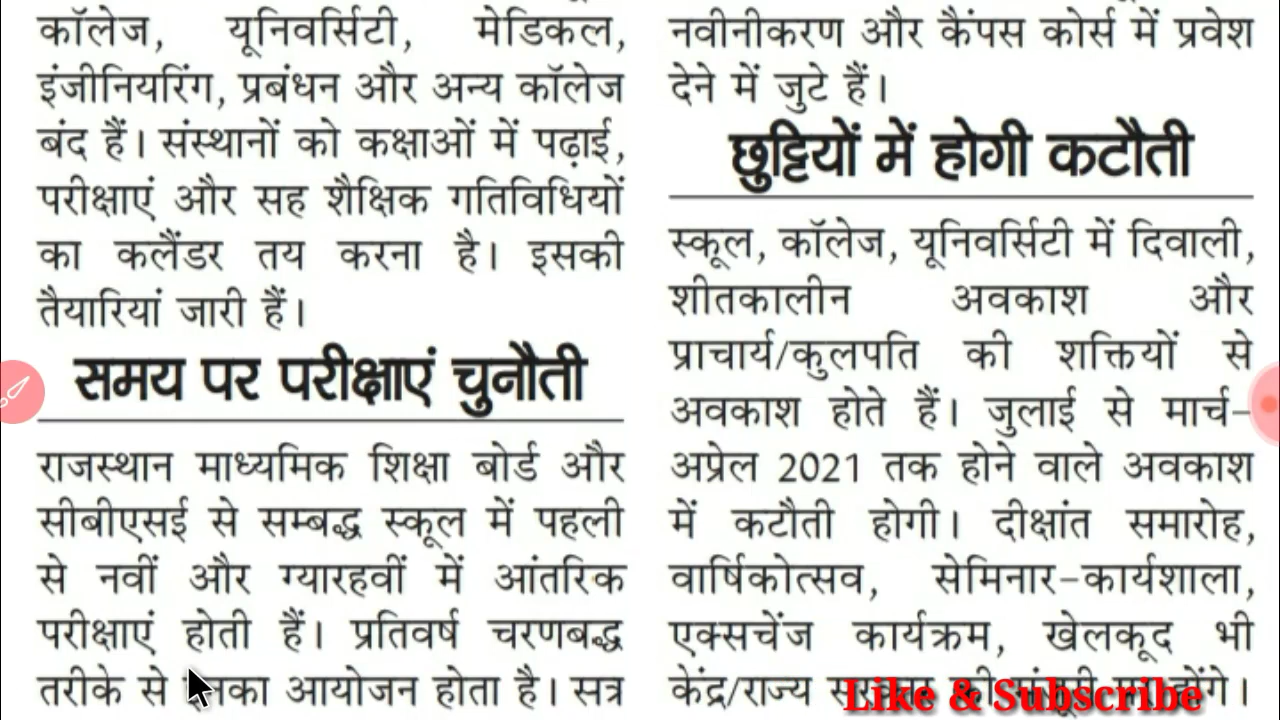 कॉलेज, यूनिवर्सिटी, मेडिकल,
इंजीनियरिंग, प्रबंधन और अन्य कॉलेज
बंद हैं। संस्थानों को कक्षाओं में पढ़ाई,
परीक्षाएं और सह शैक्षिक गतिविधियों
का कलैंडर तय करना है। इसकी
तैयारियां जारी हैं।
समय पर परीक्षाएं चुनौती
राजस्थान माध्यमिक शिक्षा बोर्ड और
सीबीएसई से सम्बद्ध स्कूल में पहली
से नवीं और ग्यारहवीं में आंतरिक
परीक्षाएं होती हैं। प्रतिवर्ष चरणबद्ध
तरीके से आयोजन होता है। सत्र
नवीनीकरण और कैंपस कोर्स में प्रवेश
देने में जुटे हैं।
छुट्टियों में होगी कटौती
स्कूल, कॉलेज, यूनिवर्सिटी में दिवाली,
शीतकालीन अवकाश और
प्राचार्य/कुलपति की शक्तियों से
अवकाश होते हैं। जुलाई से मार्च-
अप्रेल 2021 तक होने वाले अवकाश
में कटौती होगी। दीक्षांत समारोह,
वार्षिकोत्सव, सेमिनार-कार्यशाला,
एक्सचेंज कार्यक्रम, खेलकूद भी
केंद्र/राज्य होंगे।
Like & Subscribe